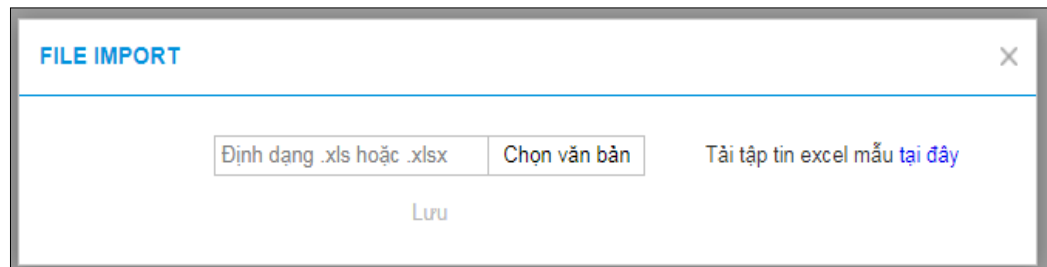 FILE IMPORT
Định dạng .xls hoặc .xlsx Chọn văn bản Tải tập tin excel mẫu tại đây
Lưu